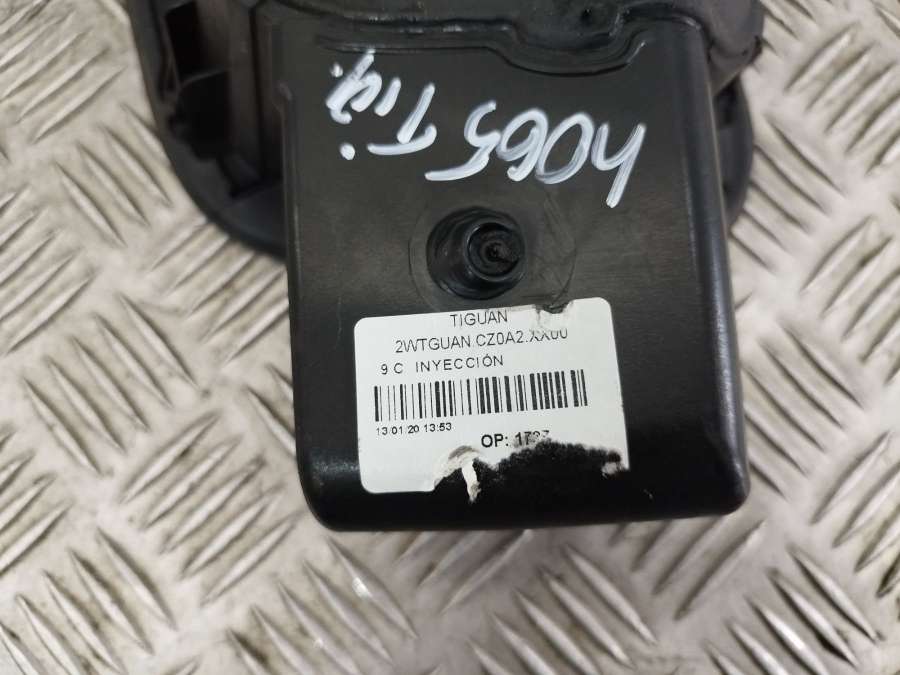 h065 Tig.
TIGUAN
2WTGUAN.CZ0A2.XX00
9 C INYECCIÓN
13/01/20 13:53
OP: